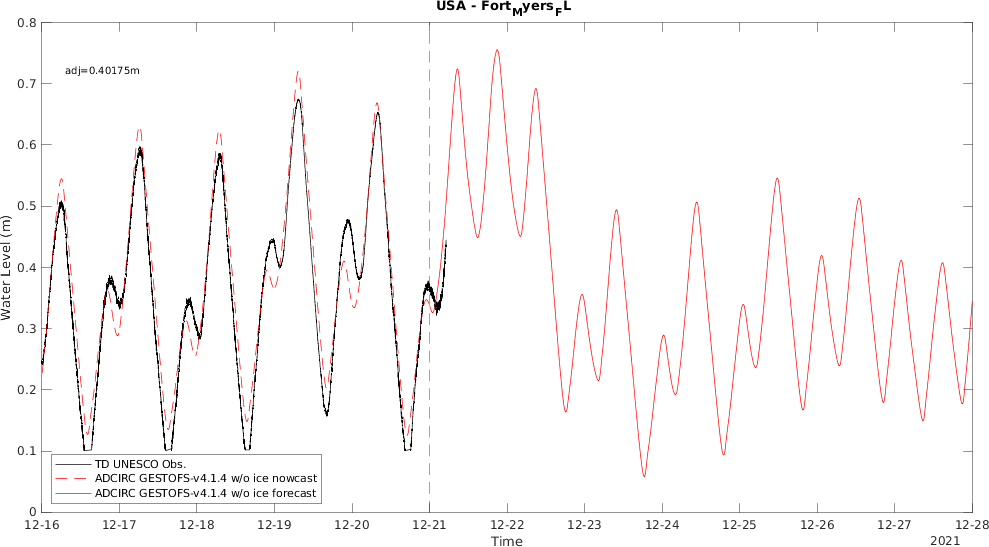 USA - Fort_Myers_FL
0.8
0.7
0.6
0.5
0.4
0.3
0.2
0.1
0
Water Level (m)
adj=0.40175m
TD UNESCO Obs.
ADCIRC GESTOFS-v4.1.4 w/o ice nowcast
ADCIRC GESTOFS-v4.1.4 w/o ice forecast
12-16 12-17 12-18 12-19 12-20 12-21 12-22 12-23 12-24 12-25 12-26 12-27 12-28
Time
2021